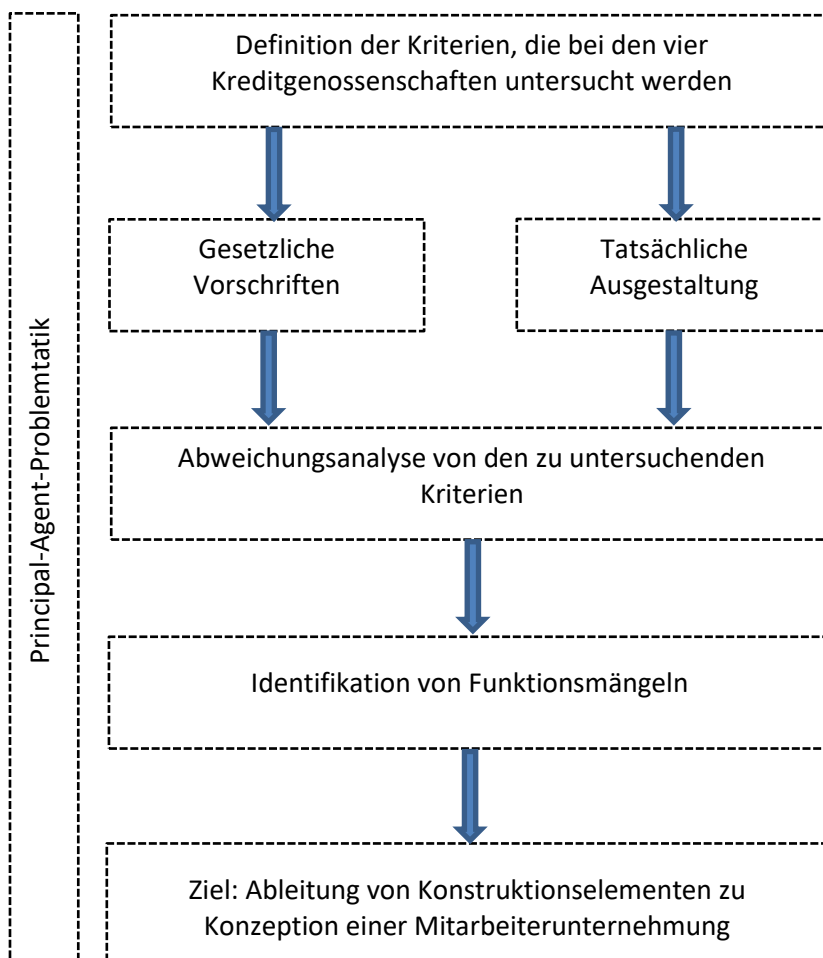 Principal-Agent-Problemtatik
Definition der Kriterien, die bei den vier
Kreditgenossenschaften untersucht werden
Gesetzliche
Vorschriften
Tatsächliche
Ausgestaltung
Abweichungsanalyse von den zu untersuchenden
Kriterien
Identifikation von Funktionsmängeln
Ziel: Ableitung von Konstruktionselementen zu
Konzeption einer Mitarbeiterunternehmung